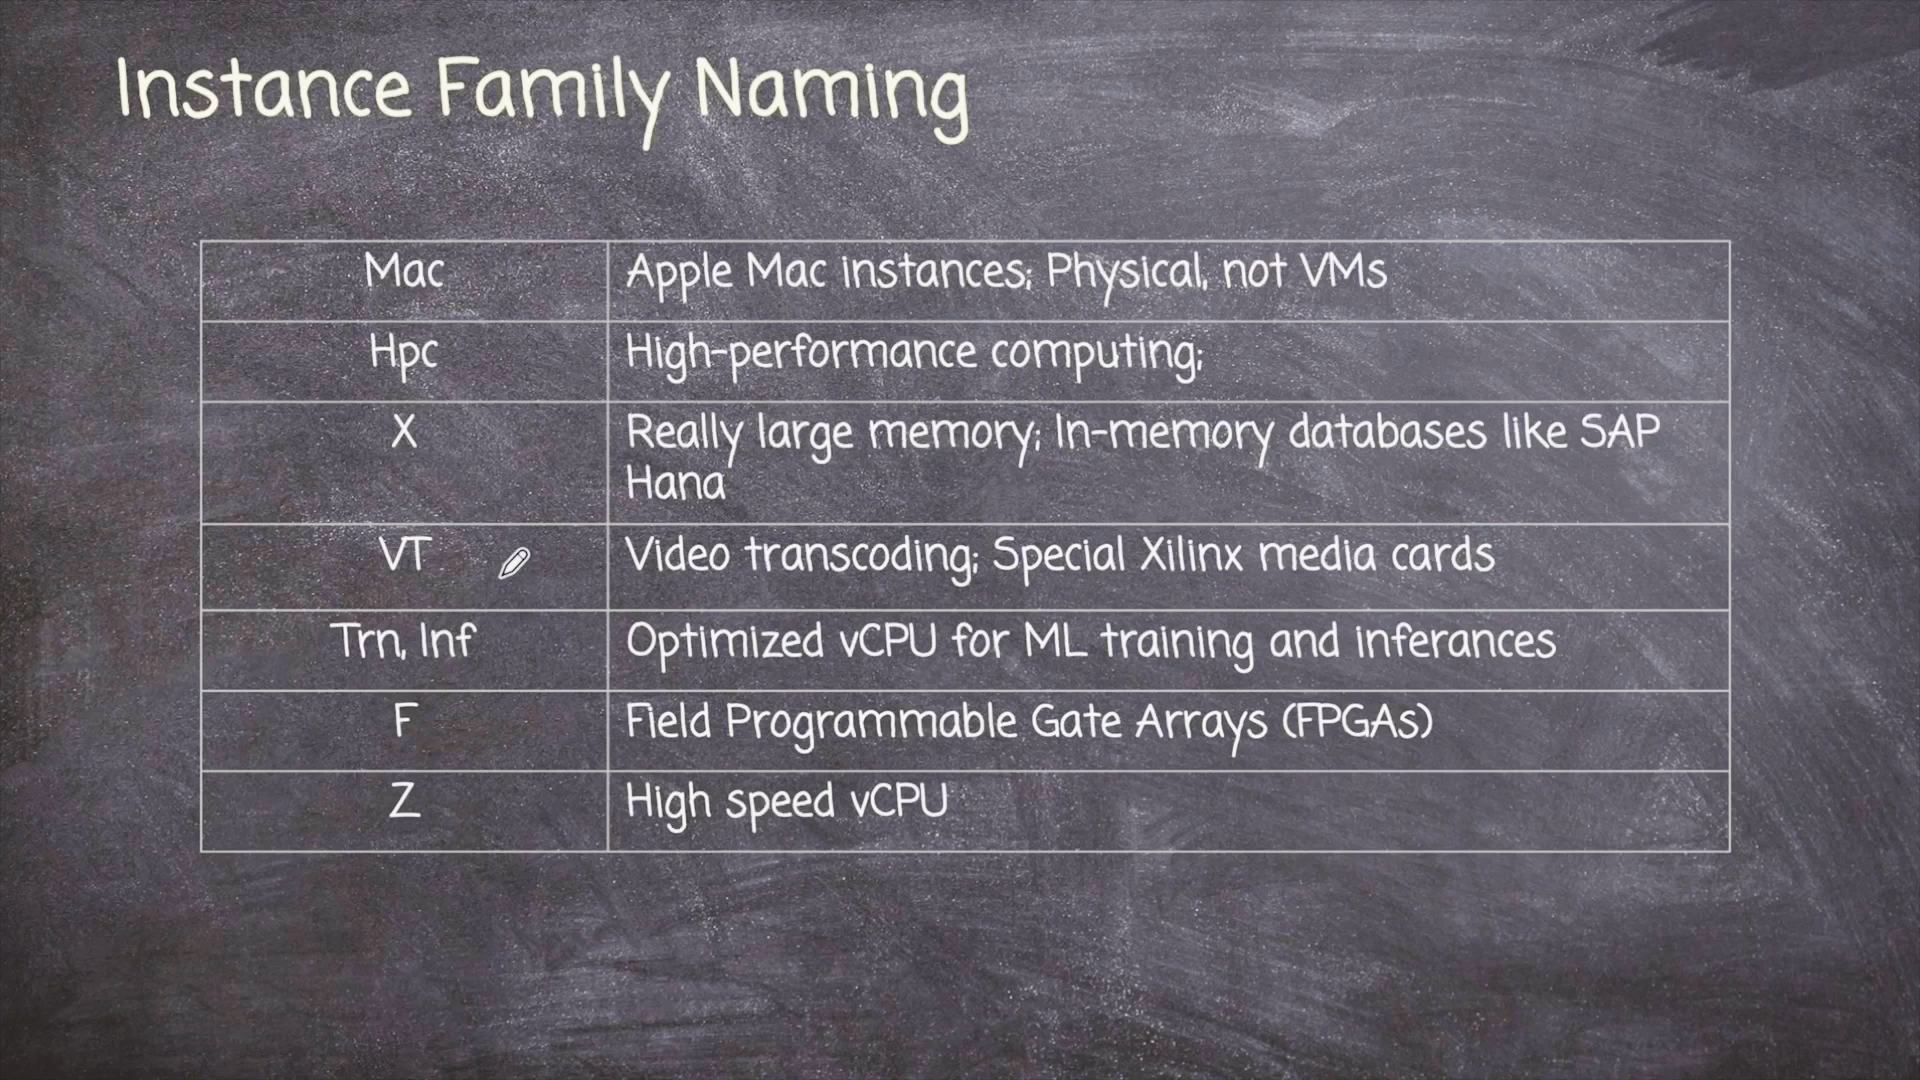 Instance Family Naming
Mac
Apple Mac instances; Physical, not VMs
Hpc
High-performance computing;
X
Really large memory; In-memory databases like SAP
Hana
VT
Video transcoding; Special Xilinx media cards
Trn, Inf
Optimized vCPU for ML training and inferances
F
Field Programmable Gate Arrays (FPGAs)
Z
High speed vCPU